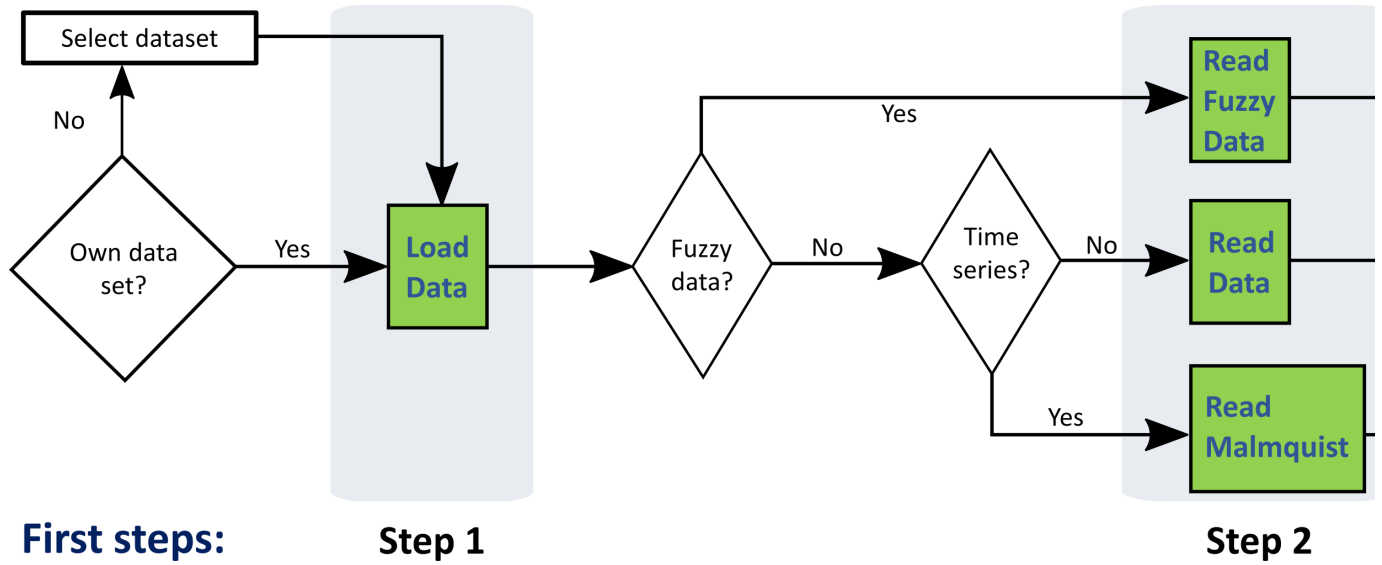 Select dataset
No
Own data
set?
Yes
Load
Data
Fuzzy
data?
Yes
No
Time
series?
No
Yes
Read
Fuzzy
Data
Read
Data
Read
Malmquist
First steps:
Step 1
Step 2